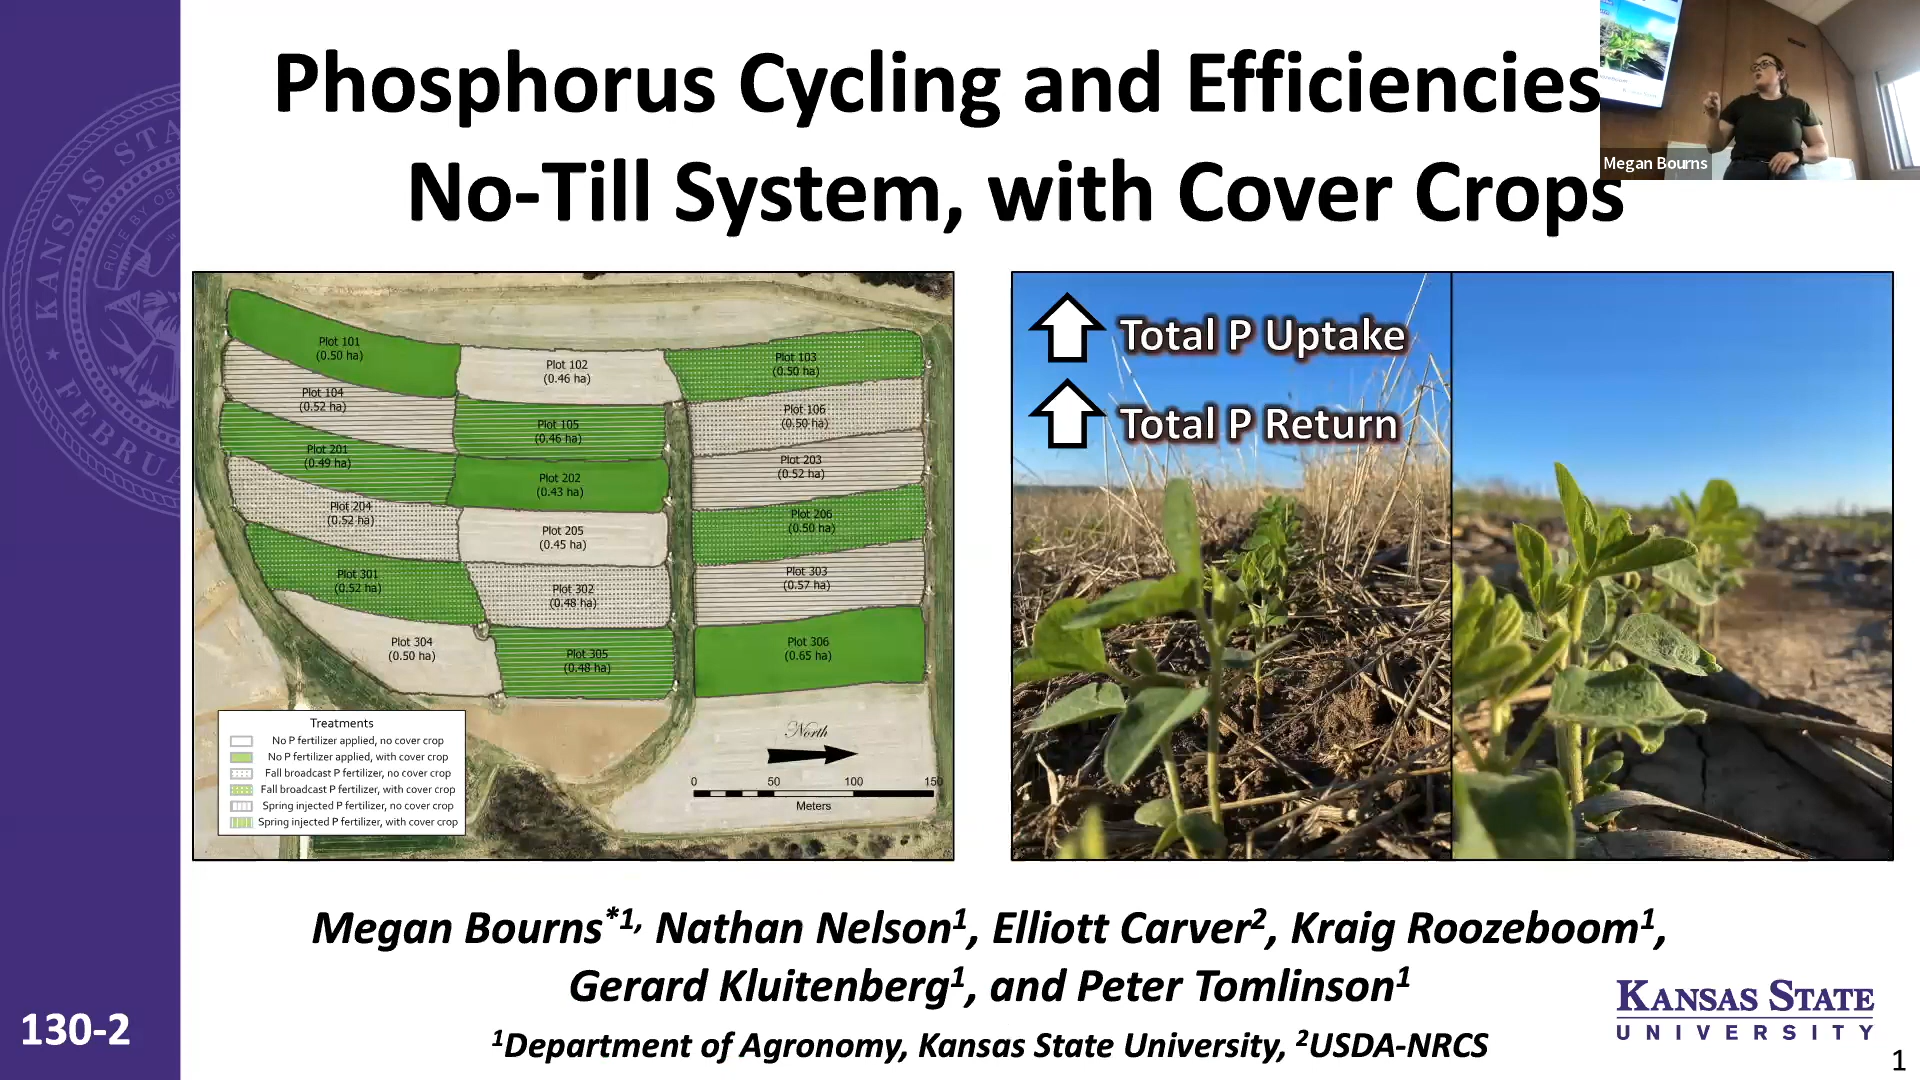 Phosphorus Cycling and Efficiencies
No-Till System, with Cover Crops
Megan Bourns
KANSAS STA
RULE BY OBE
FEBRUA
Plot 101
(0.50 ha)
Plot 102
(0.46 ha)
Plot 103
(0.50 ha)
Plot 104
(0.52 ha)
Plot 105
(0.46 ha)
Plot 106
(0.50 ha)
Plot 201
(0.49 ha)
Plot 202
(0.43 ha)
Plot 203
(0.52 ha)
Plot 204
(0.52 ha)
Plot 205
(0.45 ha)
Plot 206
(0.50 ha)
Plot 301
(0.52 ha)
Plot 302
(0.48 ha)
Plot 303
(0.57 ha)
Plot 304
(0.50 ha)
Plot 305
(0.48 ha)
Plot 306
(0.65 ha)
Treatments
No P fertilizer applied, no cover crop
No P fertilizer applied, with cover crop
Fall broadcast P fertilizer, no cover crop
Fall broadcast P fertilizer, with cover crop
Spring injected P fertilizer, no cover crop
Spring injected P fertilizer, with cover crop
North
0 50 100 150
Meters
Total P Uptake
Total P Return
Megan Bourns*1, Nathan Nelson1, Elliott Carver2, Kraig Roozeboom1,
Gerard Kluitenberg1, and Peter Tomlinson1
1Department of Agronomy, Kansas State University, 2USDA-NRCS
130-2
KANSAS STATE
UNIVERSITY
1